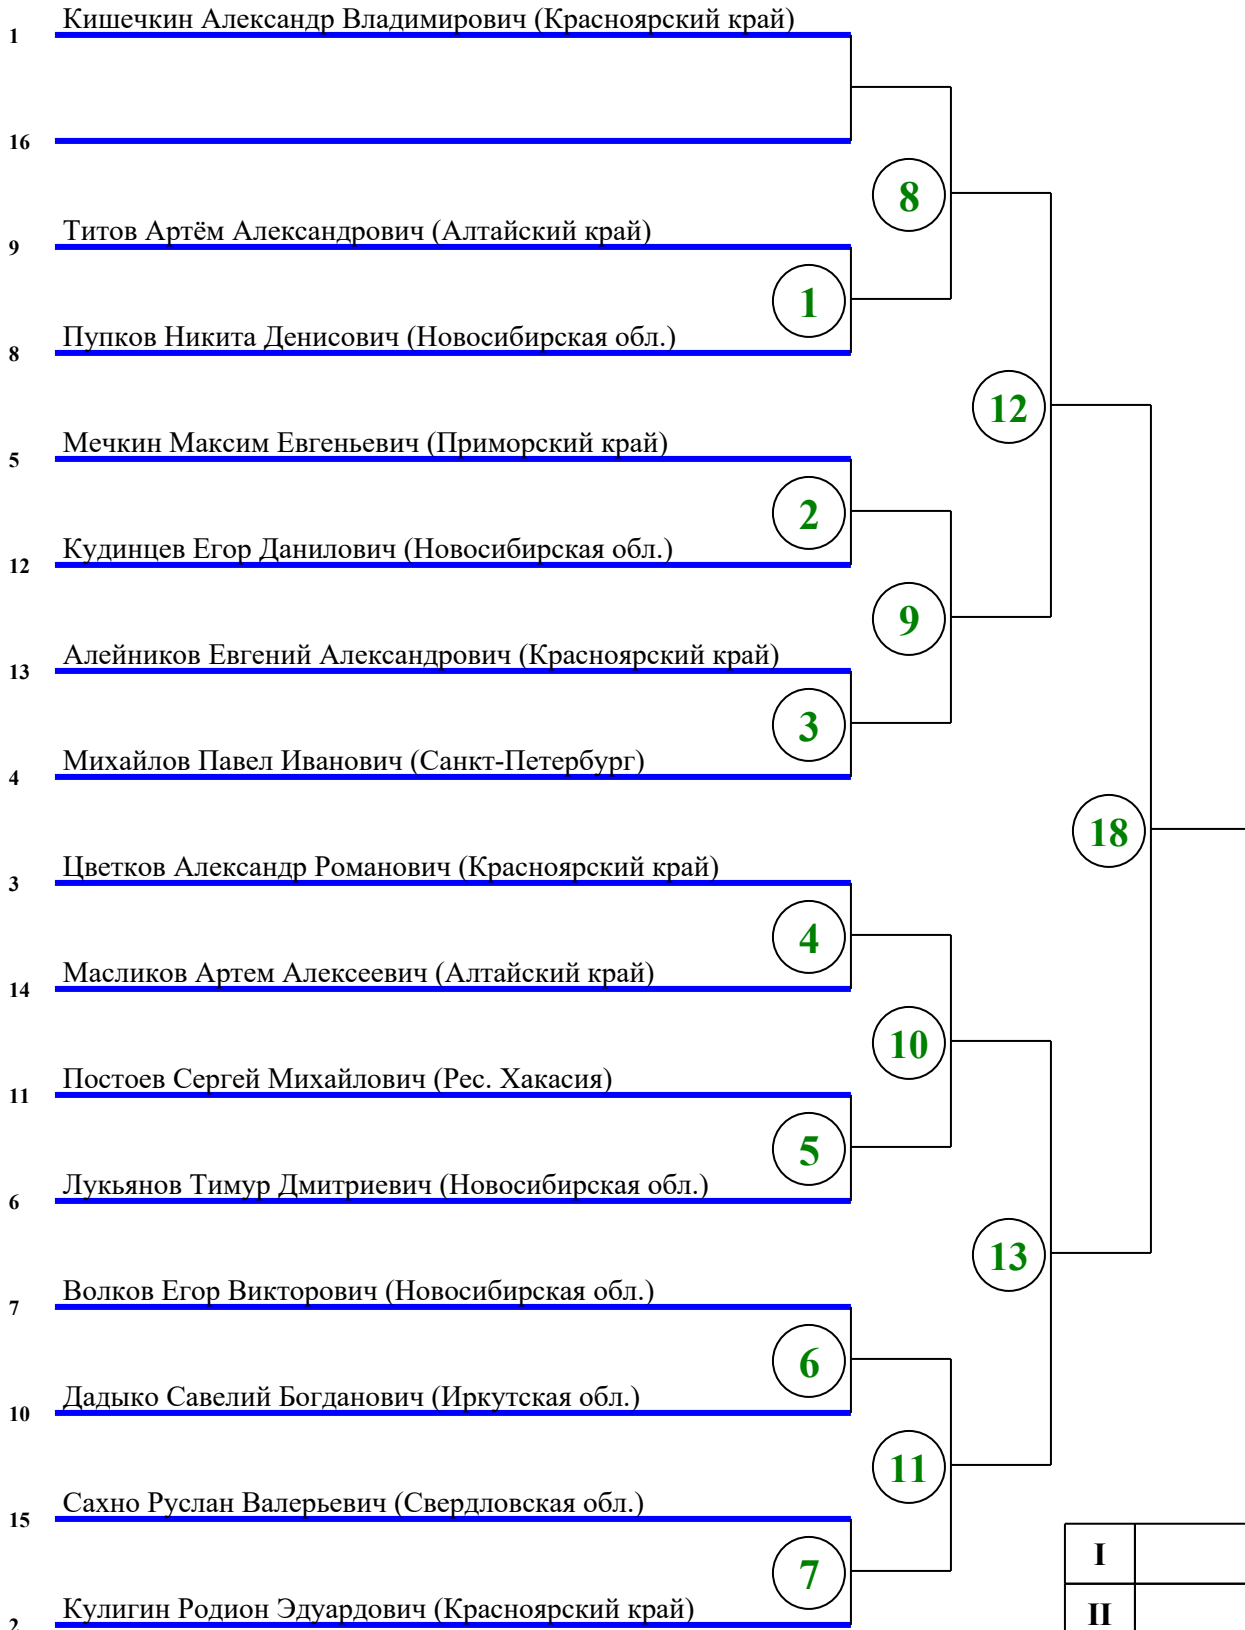 Кишечкин Александр Владимирович (Красноярский край)
1
16
8
Титов Артём Александрович (Алтайский край)
9
1
Пупков Никита Денисович (Новосибирская обл.)
8
12
Мечкин Максим Евгеньевич (Приморский край)
5
2
Кудинцев Егор Данилович (Новосибирская обл.)
12
9
Алейников Евгений Александрович (Красноярский край)
13
3
Михайлов Павел Иванович (Санкт-Петербург)
4
18
Цветков Александр Романович (Красноярский край)
3
4
Масликов Артем Алексеевич (Алтайский край)
14
10
Постоев Сергей Михайлович (Рес. Хакасия)
11
5
Лукьянов Тимур Дмитриевич (Новосибирская обл.)
6
13
Волков Егор Викторович (Новосибирская обл.)
7
6
Дадыко Савелий Богданович (Иркутская обл.)
10
11
Сахно Руслан Валерьевич (Свердловская обл.)
15
I
7
Кулигин Родион Эдуардович (Красноярский край)
2
II